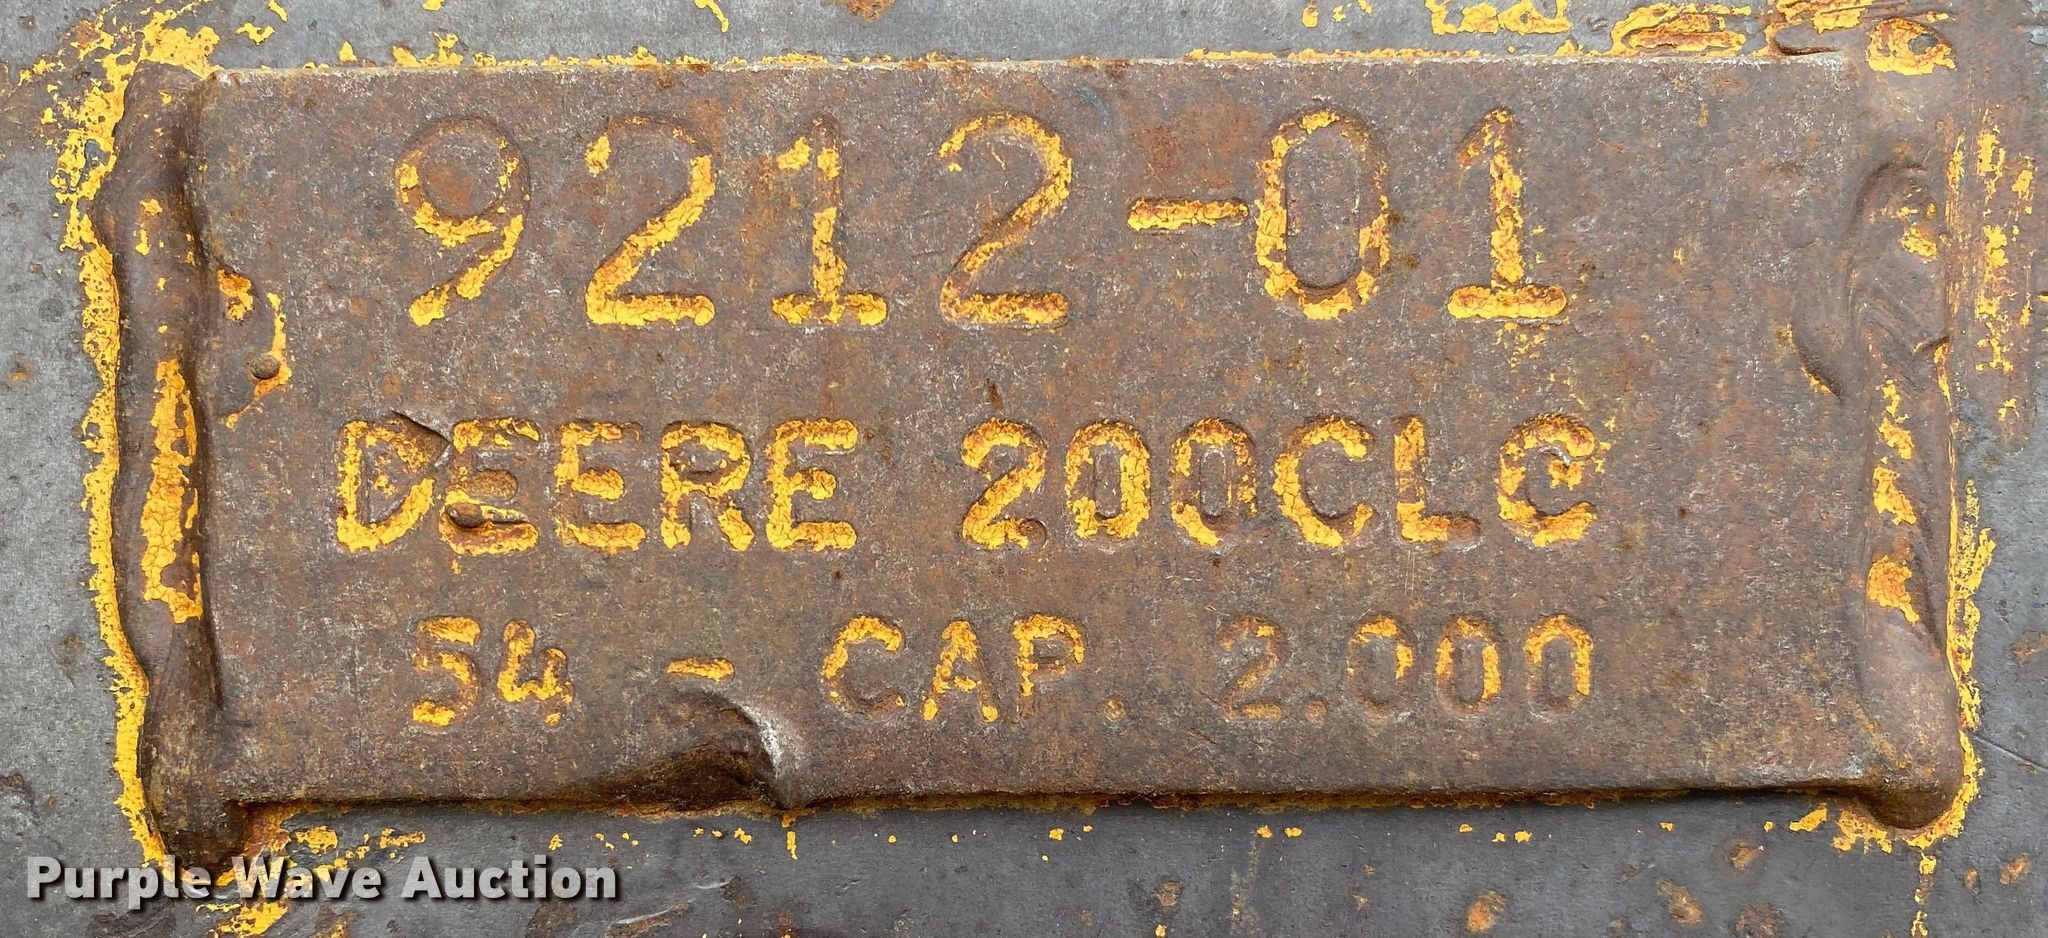 9212-01
DEERE 200CLC
54 - CAP. 2.000
Purple Wave Auction